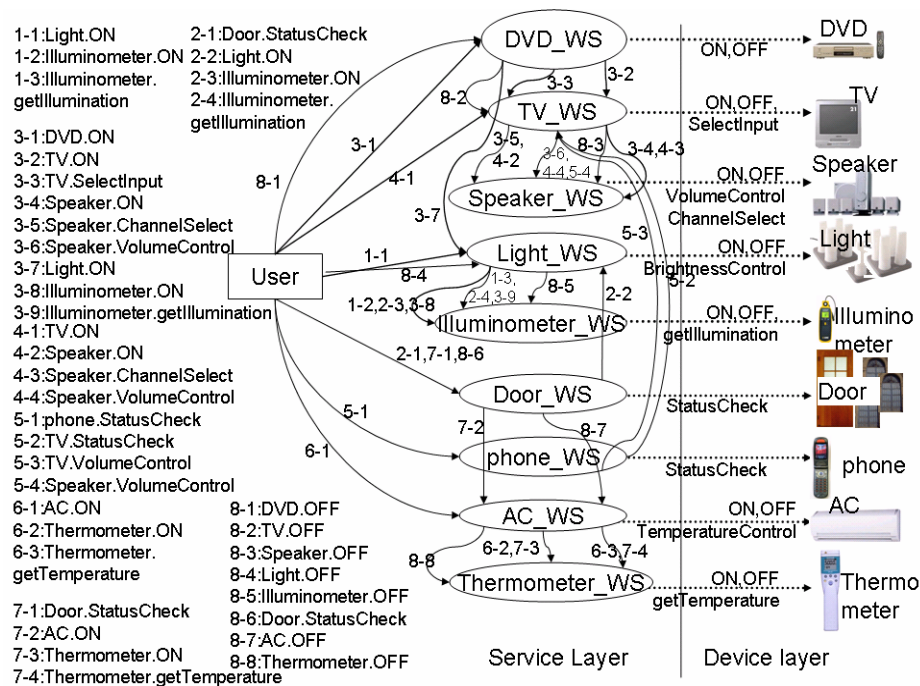 1-1:Light.ON
1-2:Illuminometer.ON
1-3:Illuminometer.
getIllumination
2-1:Door.StatusCheck
2-2:Light.ON
2-3:Illuminometer.ON
2-4:Illuminometer.
getIllumination
3-1:DVD.ON
3-2:TV.ON
3-3:TV.SelectInput
3-4:Speaker.ON
3-5:Speaker.ChannelSelect
3-6:Speaker.VolumeControl
3-7:Light.ON
3-8:Illuminometer.ON
3-9:Illuminometer.getIllumination
4-1:TV.ON
4-2:Speaker.ON
4-3:Speaker.ChannelSelect
4-4:Speaker.VolumeControl
5-1:phone.StatusCheck
5-2:TV.StatusCheck
5-3:TV.VolumeControl
5-4:Speaker.VolumeControl
6-1:AC.ON
6-2:Thermometer.ON
6-3:Thermometer.
getTemperature
7-1:Door.StatusCheck
7-2:AC.ON
7-3:Thermometer.ON
7-4:Thermometer.getTemperature
8-1:DVD.OFF
8-2:TV.OFF
8-3:Speaker.OFF
8-4:Light.OFF
8-5:Illuminometer.OFF
8-6:Door.StatusCheck
8-7:AC.OFF
8-8:Thermometer.OFF
User
8-1
3-1
4-1
1-1
8-4
2-1,7-1,8-6
5-1
6-1
DVD_WS
8-2
3-3
3-2
TV_WS
3-5,
4-2
3-6,
4-4,5-4
8-3
3-4,4-3
Speaker_WS
3-7
5-3
5-2
Light_WS
1-2,2-3,3-8
1-3,
2-4,3-9
8-5
2-2
Illuminometer_WS
Door_WS
7-2
8-7
phone_WS
AC_WS
8-8
6-2,7-3
6-3,7-4
Thermometer_WS
Service Layer
ON,OFF
DVD
ON,OFF,
SelectInput
TV
ON,OFF
VolumeControl
ChannelSelect
Speaker
ON,OFF
BrightnessControl
Light
ON,OFF,
getIllumination
Illumino
meter
StatusCheck
Door
StatusCheck
phone
ON,OFF
TemperatureControl
AC
ON,OFF
getTemperature
Thermo
meter
Device layer